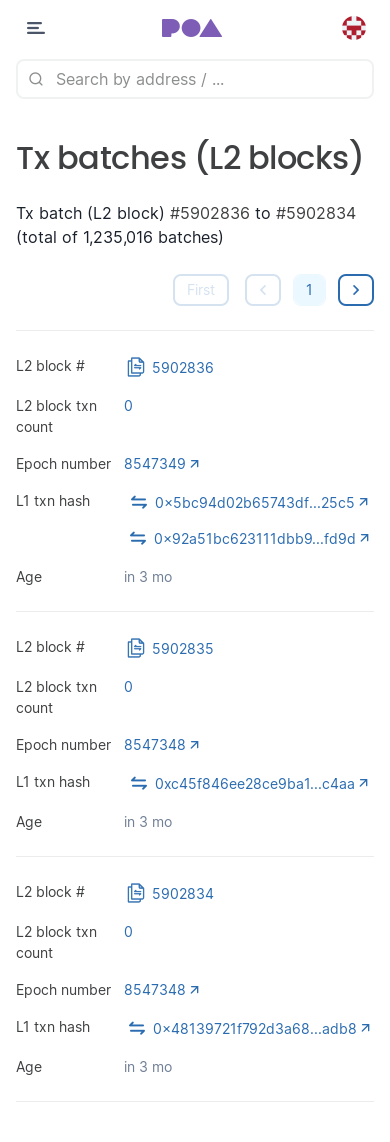 POA
Search by address / ...
Tx batches (L2 blocks)
Tx batch (L2 block) #5902836 to #5902834
(total of 1,235,016 batches)
First
1
L2 block #
5902836
L2 block txn
count
0
Epoch number
8547349
L1 txn hash
0x5bc94d02b65743df...25c5
0x92a51bc623111dbb9...fd9d
Age
in 3 mo
L2 block #
5902835
L2 block txn
count
0
Epoch number
8547348
L1 txn hash
0xc45f846ee28ce9ba1...c4aa
Age
in 3 mo
L2 block #
5902834
L2 block txn
count
0
Epoch number
8547348
L1 txn hash
0x48139721f792d3a68...adb8
Age
in 3 mo